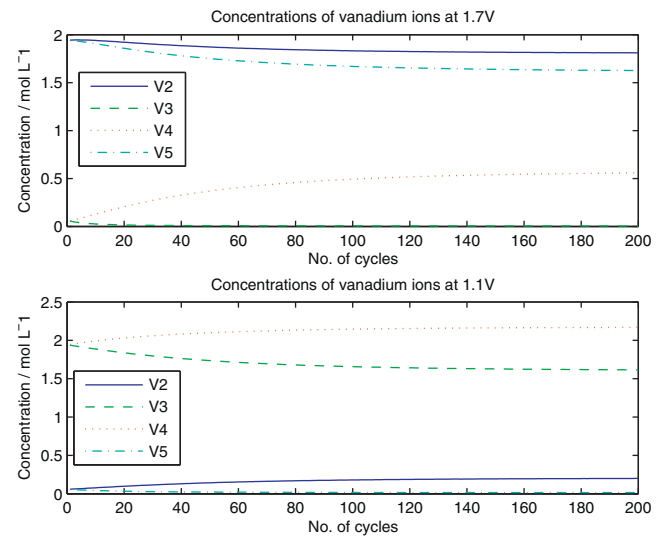 Concentrations of vanadium ions at 1.7V
Concentration / mol L¯1
2
1.5
1
0.5
0
V2
V3
V4
V5
0 20 40 60 80 100 120 140 160 180 200
No. of cycles
Concentrations of vanadium ions at 1.1V
Concentration / mol L¯1
2.5
2
1.5
1
0.5
0
V2
V3
V4
V5
0 20 40 60 80 100 120 140 160 180 200
No. of cycles